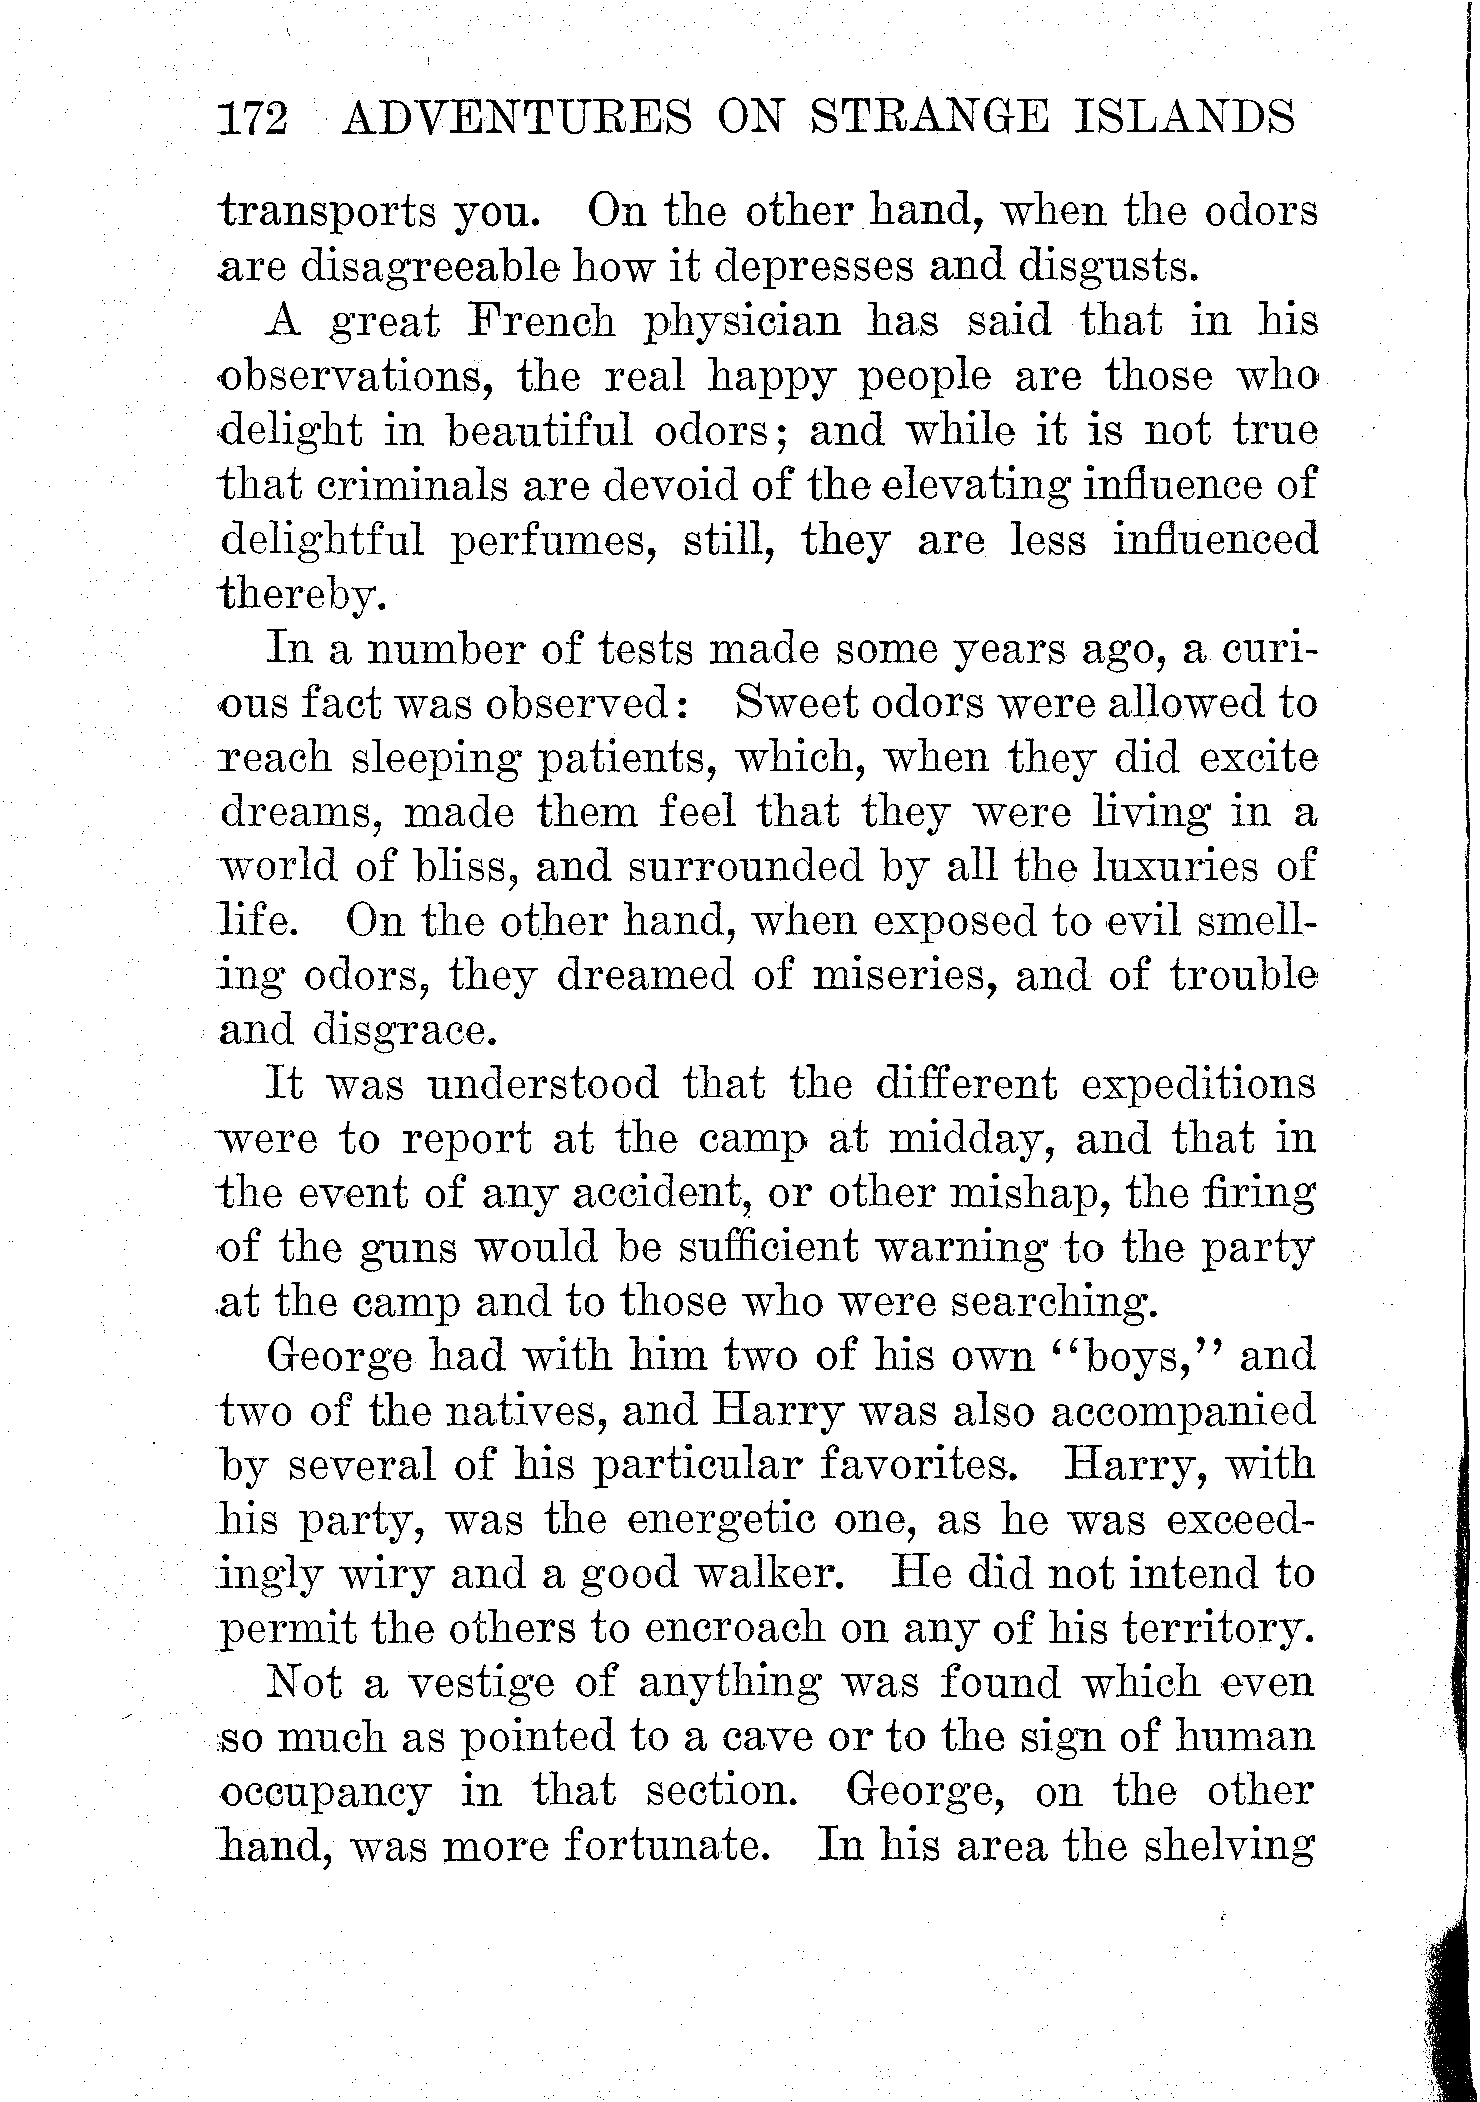 172 ADVENTURES ON STRANGE ISLANDS
transports you. On the other hand, when the odors
are disagreeable how it depresses and disgusts.
A great French physician has said that in his
observations, the real happy people are those who
delight in beautiful odors; and while it is not true
that criminals are devoid of the elevating influence of
delightful perfumes, still, they are less influenced
thereby.
In a number of tests made some years ago, a curi-
ous fact was observed: Sweet odors were allowed to
reach sleeping patients, which, when they did excite
dreams, made them feel that they were living in a
world of bliss, and surrounded by all the luxuries of
life. On the other hand, when exposed to evil smell-
ing odors, they dreamed of miseries, and of trouble
and disgrace.
It was understood that the different expeditions
were to report at the camp at midday, and that in
the event of any accident, or other mishap, the firing
of the guns would be sufficient warning to the party
at the camp and to those who were searching.
George had with him two of his own "boys," and
two of the natives, and Harry was also accompanied
by several of his particular favorites. Harry, with
his party, was the energetic one, as he was exceed-
ingly wiry and a good walker. He did not intend to
permit the others to encroach on any of his territory.
Not a vestige of anything was found which even
so much as pointed to a cave or to the sign of human
occupancy in that section. George, on the other
hand, was more fortunate. In his area the shelving